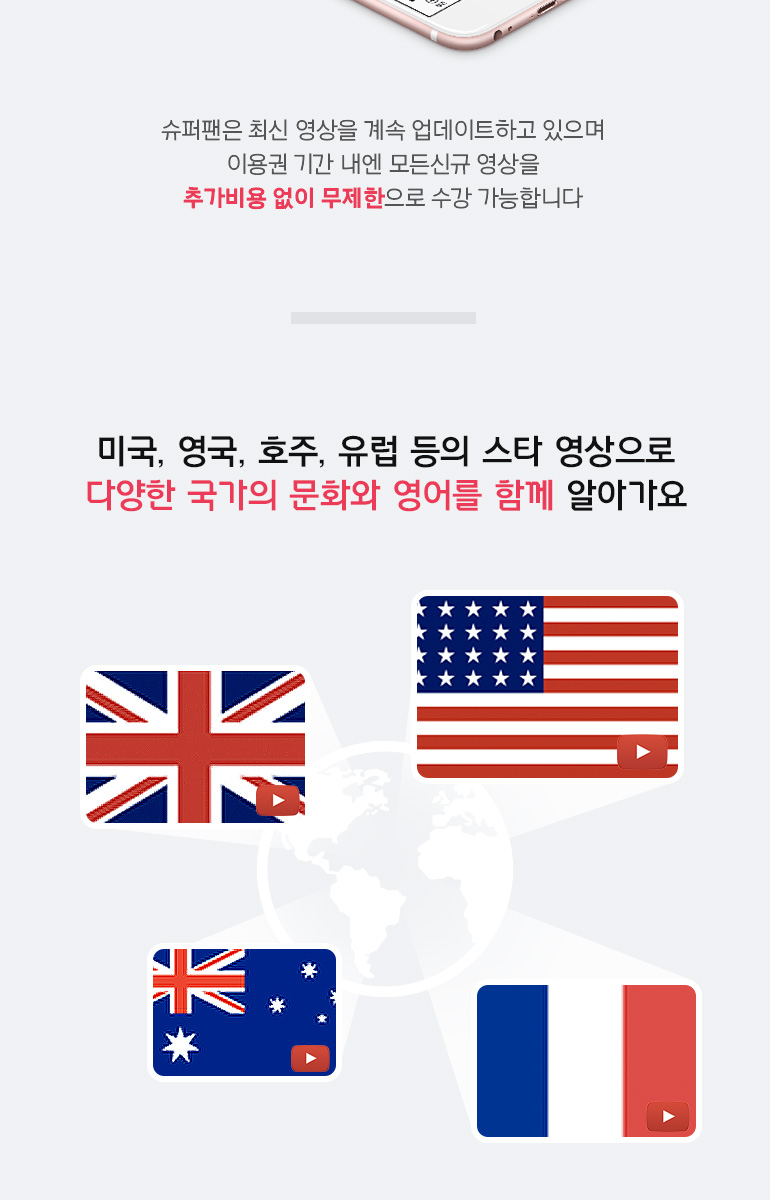 슈퍼팬은 최신 영상을 계속 업데이트하고 있으며
이용권 기간 내엔 모든신규 영상을
추가비용 없이 무제한으로 수강 가능합니다
미국, 영국, 호주, 유럽 등의 스타 영상으로
다양한 국가의 문화와 영어를 함께 알아가요